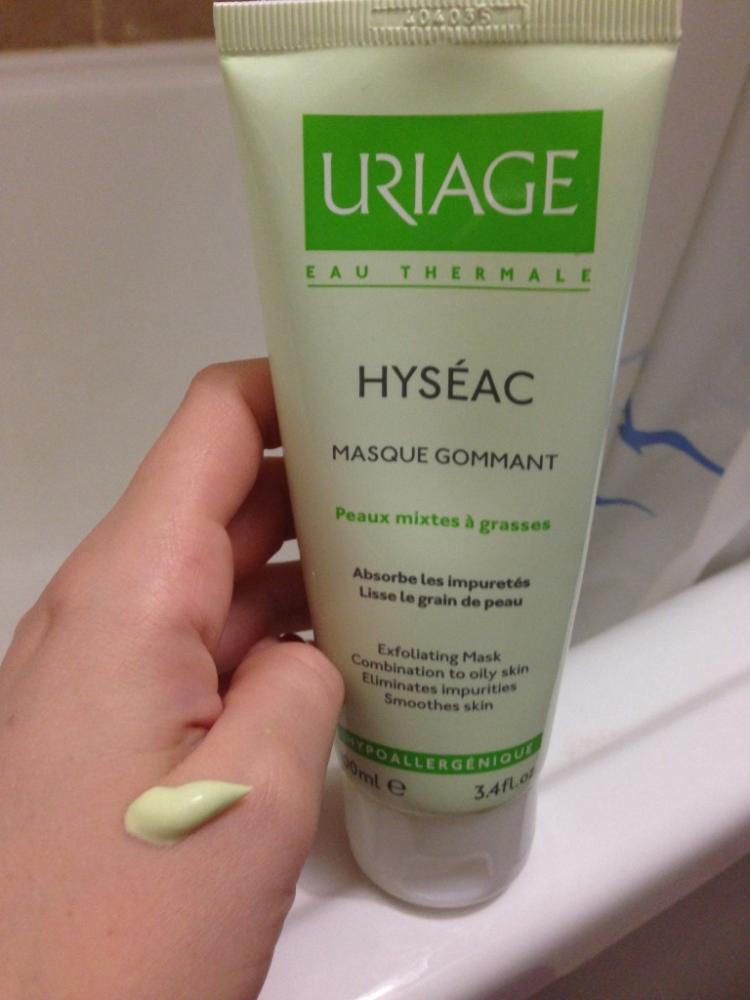 URIAGE
EAU THERMALE
HYSÉAC
MASQUE GOMMANT
Peaux mixtes à grasses
Absorbe les impuretés
Lisse le grain de peau
Exfoliating Mask
Combination to oily skin
Eliminates impurities
Smoothes skin
HYPOALLERGÉNIQUE
3.4fl.oz